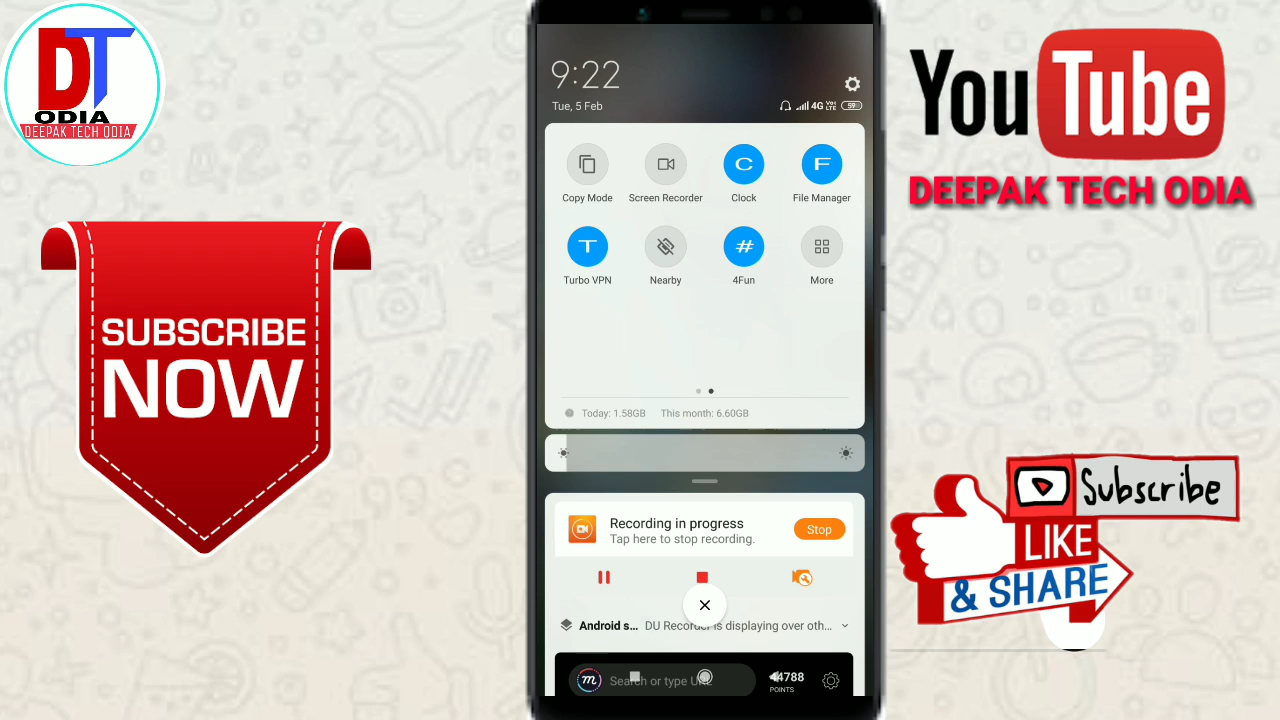 DT
ODIA
DEEPAK TECH ODIA
SUBSCRIBE
NOW
9:22
Tue, 5 Feb
4G
VoLTE
59
Copy Mode
Screen Recorder
C
Clock
F
File Manager
T
Turbo VPN
Nearby
#
4Fun
More
Today: 1.58GB
This month: 6.60GB
Recording in progress
Tap here to stop recording.
Stop
Android s...
DU Recorder is displaying over oth...
m
Search or type URL
4788
POINTS
YouTube
DEEPAK TECH ODIA
Subscribe
LIKE
& SHARE